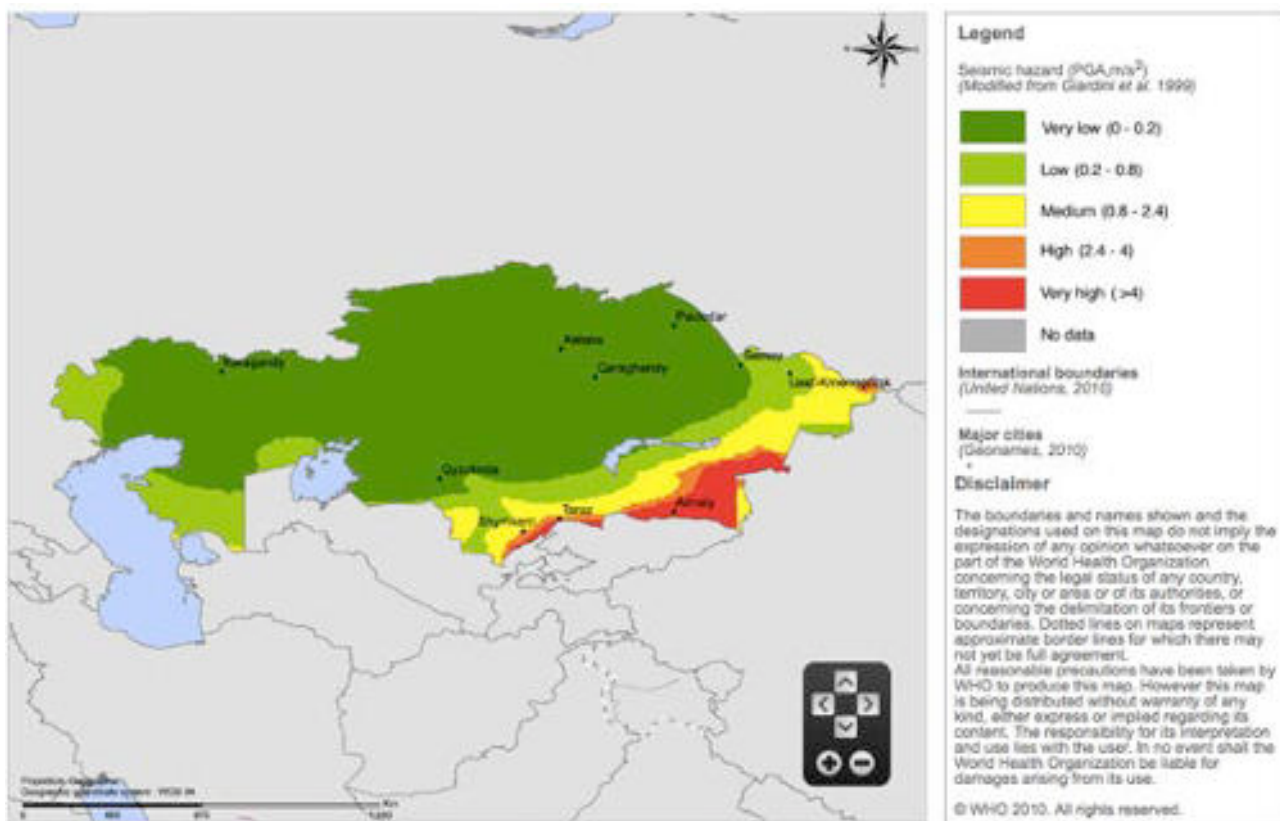 Pavlodar
Astana
Semey
Qaraghandy
Qyzylorda
Taraz
Shymkent
Almaty
Km
0
Legend
Seismic hazard (PGA,m/s²)
(Modified from Giardini et al. 1999)
Very low (0 - 0.2)
Low (0.2 - 0.8)
Medium (0.8 - 2.4)
High (2.4 - 4)
Very high ( >4)
No data
International boundaries
(United Nations, 2010)
Major cities
(Geonames, 2010)
Disclaimer
The boundaries and names shown and the
designations used on this map do not imply the
expression of any opinion whatsoever on the
part of the World Health Organization
concerning the legal status of any country,
territory, city or area or of its authorities, or
concerning the delimitation of its frontiers or
boundaries. Dotted lines on maps represent
approximate border lines for which there may
not yet be full agreement.
All reasonable precautions have been taken by
WHO to produce this map. However this map
is being distributed without warranty of any
kind, either express or implied regarding its
content. The responsibility for its interpretation
and use lies with the user. In no event shall the
World Health Organization be liable for
damages arising from its use.
© WHO 2010. All rights reserved.